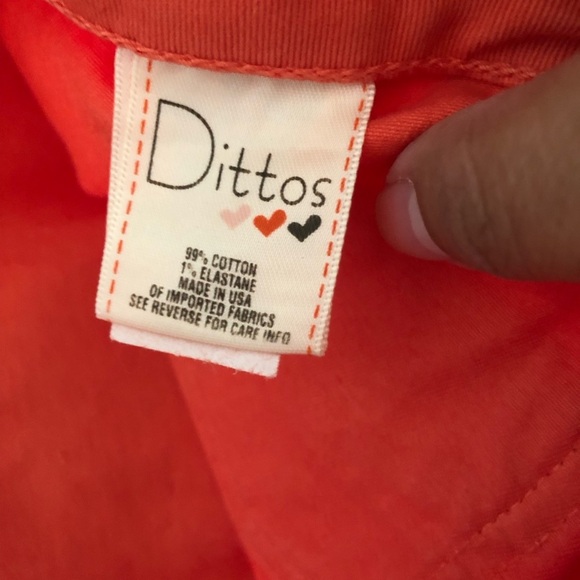 Dittos
99% COTTON
1% ELASTANE
MADE IN USA
OF IMPORTED FABRICS
SEE REVERSE FOR CARE INFO